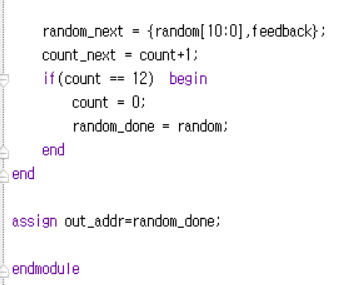 random_next = {random[10:0],feedback};
count_next = count+1;
if(count == 12) begin
count = 0;
random_done = random;
end
end
assign out_addr=random_done;
endmodule